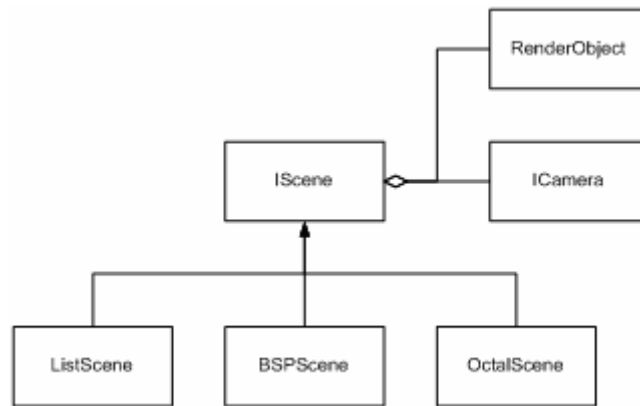 RenderObject
IScene
ICamera
ListScene
BSPScene
OctalScene